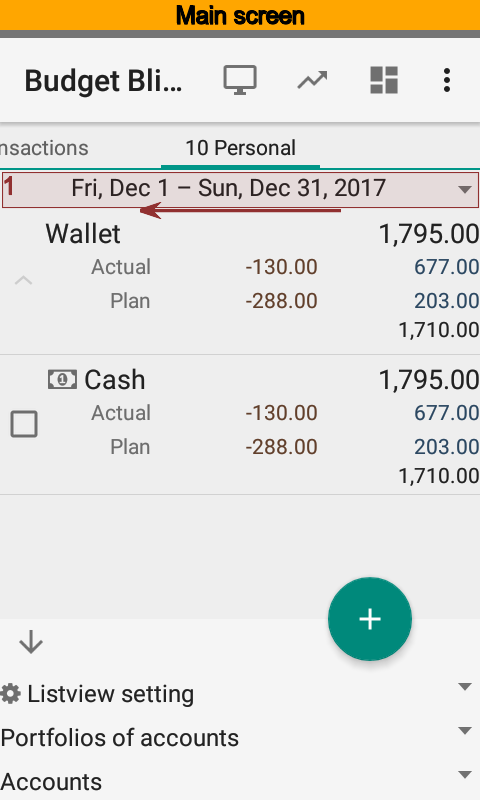 Main screen
Budget Bli...
nsactions
10 Personal
1
Fri, Dec 1 – Sun, Dec 31, 2017
Wallet 1,795.00
Actual -130.00 677.00
Plan -288.00 203.00
1,710.00
Cash 1,795.00
Actual -130.00 677.00
Plan -288.00 203.00
1,710.00
Listview setting
Portfolios of accounts
Accounts